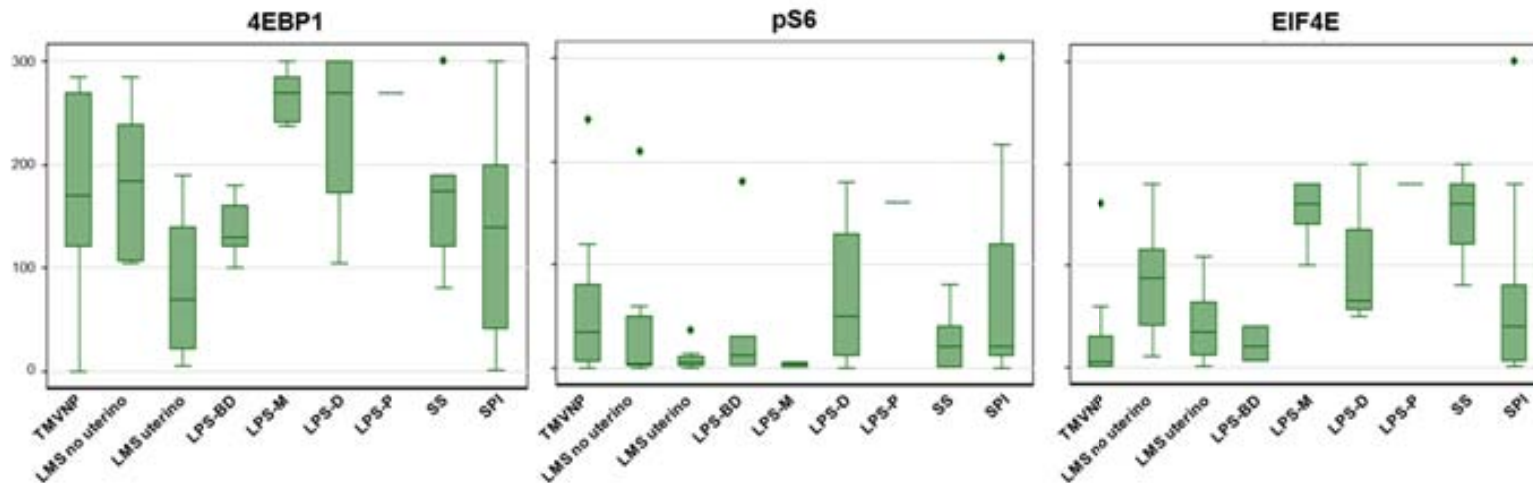 4EBP1 pS6 EIF4E
300
200
100
0
TMVNP LMS no uterino LMS uterino LPS-BD LPS-M LPS-D LPS-P SS SPI
TMVNP LMS no uterino LMS uterino LPS-BD LPS-M LPS-D LPS-P SS SPI
TMVNP LMS no uterino LMS uterino LPS-BD LPS-M LPS-D LPS-P SS SPI